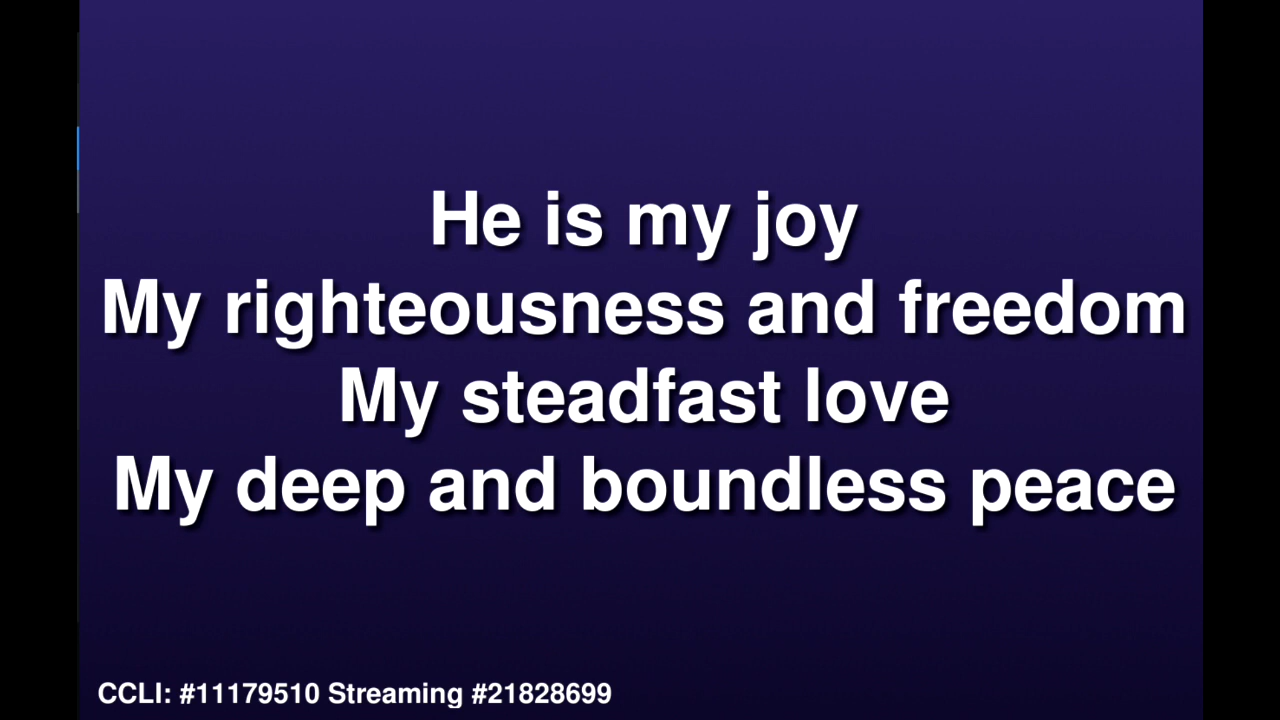 He is my joy
My righteousness and freedom
My steadfast love
My deep and boundless peace
CCLI: #11179510 Streaming #21828699